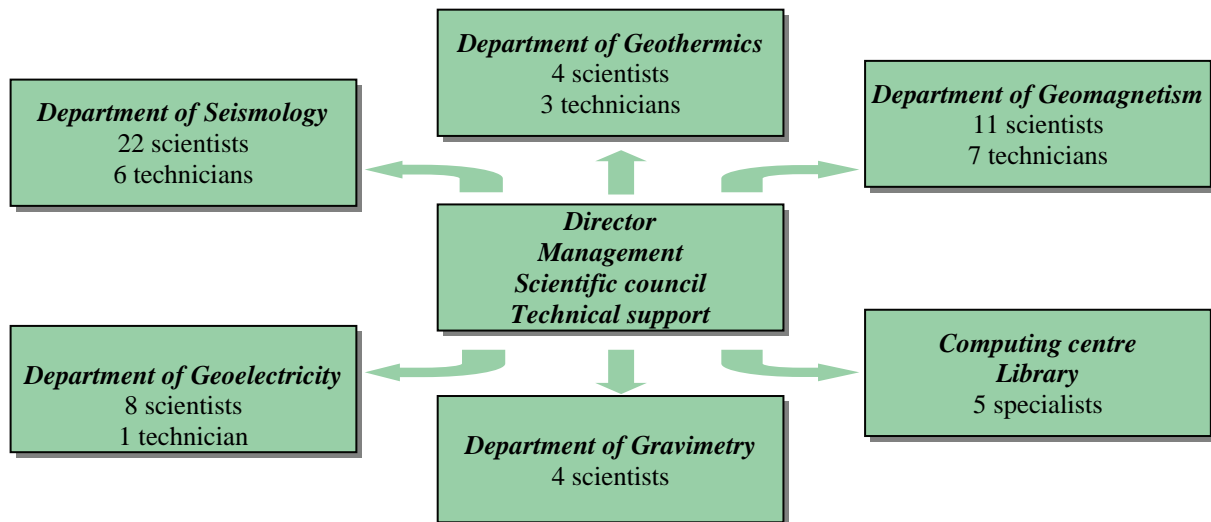 Department of Geothermics
4 scientists
3 technicians
Department of Seismology
22 scientists
6 technicians
Department of Geomagnetism
11 scientists
7 technicians
Director
Management
Scientific council
Technical support
Department of Geoelectricity
8 scientists
1 technician
Computing centre
Library
5 specialists
Department of Gravimetry
4 scientists